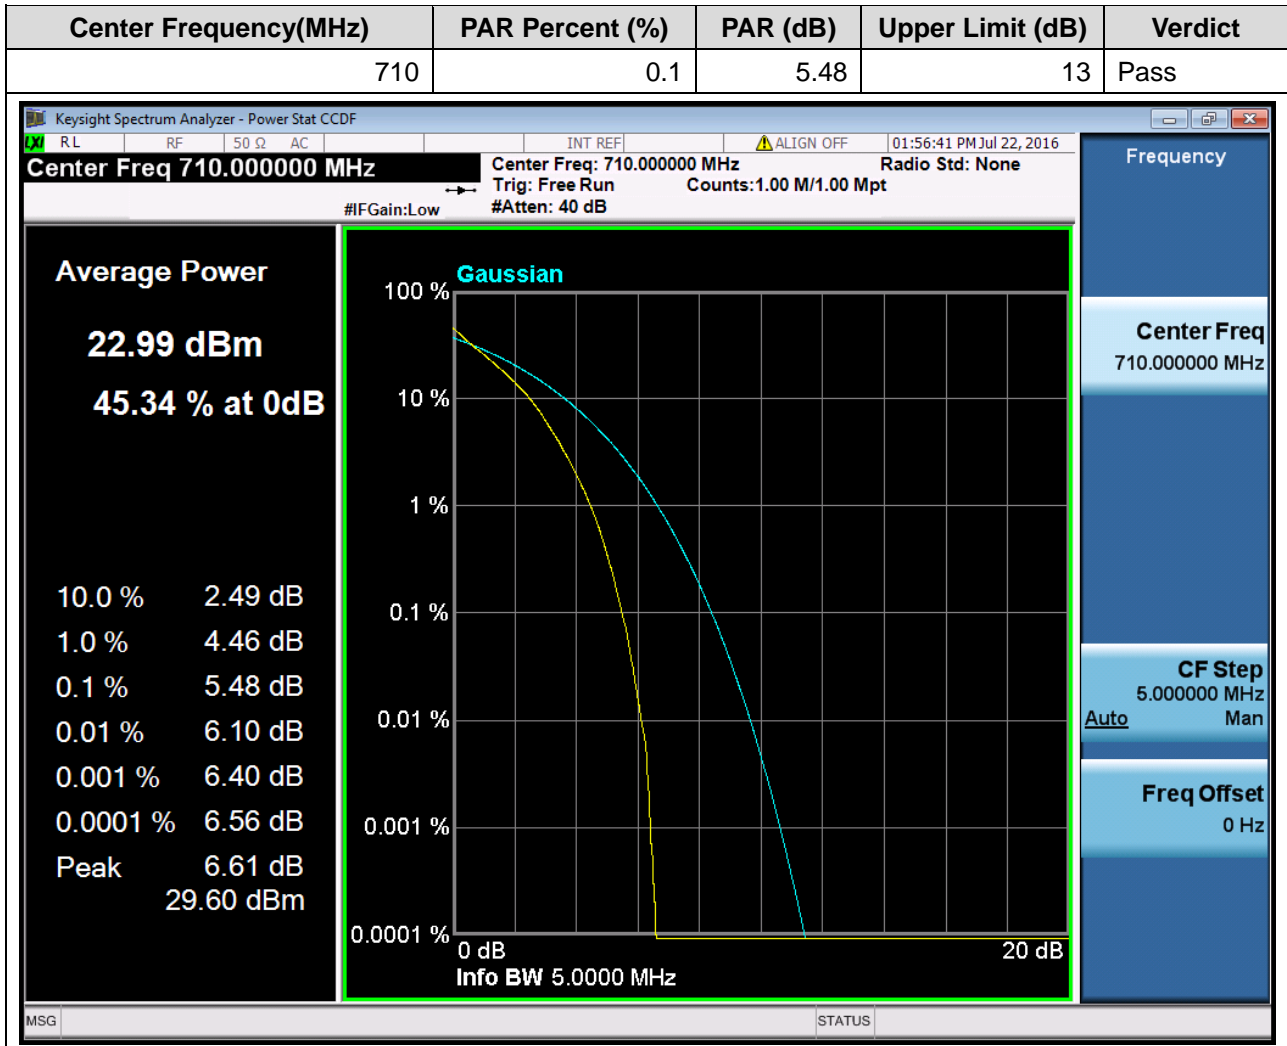 Center Frequency(MHz) PAR Percent (%) PAR (dB) Upper Limit (dB) Verdict
710 0.1 5.48 13 Pass
Keysight Spectrum Analyzer - Power Stat CCDF
LXI RL RF 50 Ω AC INT REF ALIGN OFF 01:56:41 PM Jul 22, 2016
Center Freq 710.000000 MHz
Center Freq: 710.000000 MHz Radio Std: None
Trig: Free Run Counts:1.00 M/1.00 Mpt
#IFGain:Low #Atten: 40 dB
Frequency
Average Power
22.99 dBm
45.34 % at 0dB
10.0 % 2.49 dB
1.0 % 4.46 dB
0.1 % 5.48 dB
0.01 % 6.10 dB
0.001 % 6.40 dB
0.0001 % 6.56 dB
Peak 6.61 dB
29.60 dBm
Gaussian
100 %
10 %
1 %
0.1 %
0.01 %
0.001 %
0.0001 %
0 dB 20 dB
Info BW 5.0000 MHz
Center Freq
710.000000 MHz
CF Step
5.000000 MHz
Auto Man
Freq Offset
0 Hz
MSG STATUS